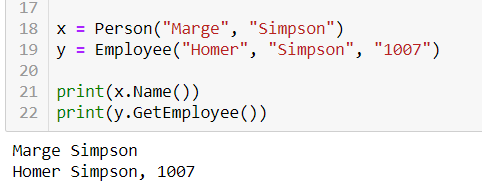 17
18 x = Person("Marge", "Simpson")
19 y = Employee("Homer", "Simpson", "1007")
20
21 print(x.Name())
22 print(y.GetEmployee())
Marge Simpson
Homer Simpson, 1007